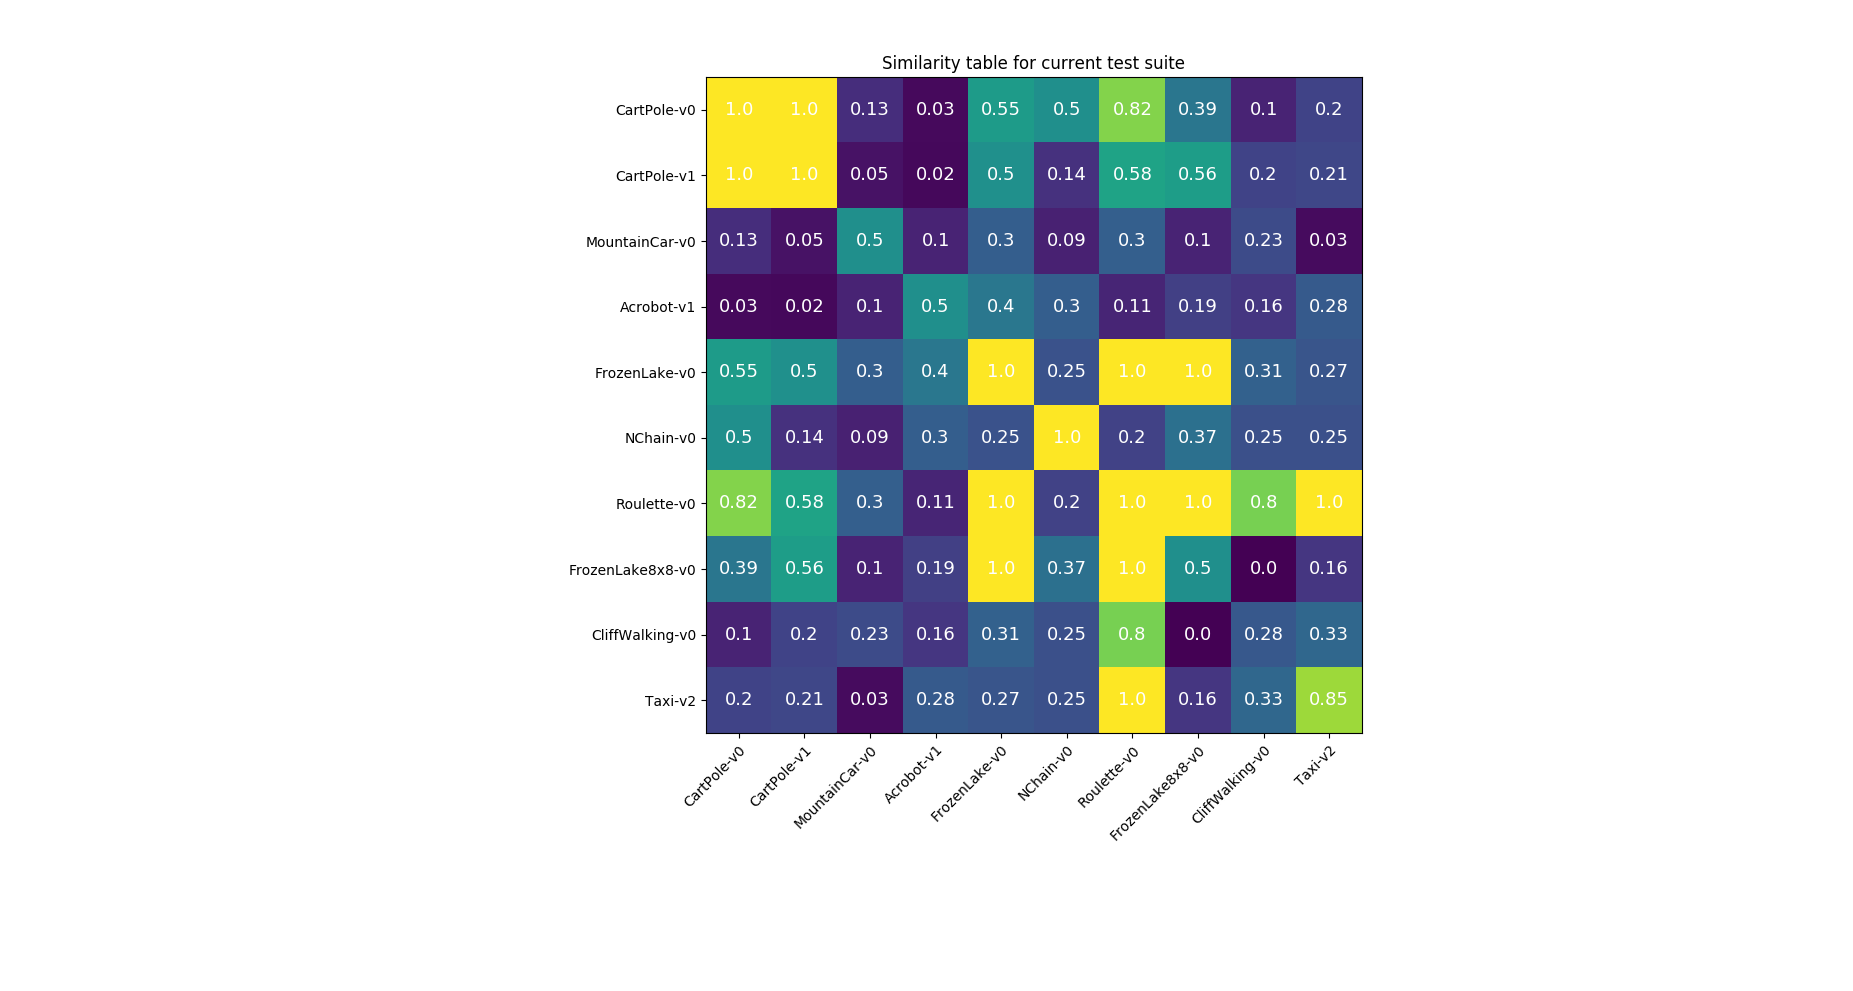 Similarity table for current test suite
CartPole-v0 1.0 1.0 0.13 0.03 0.55 0.5 0.82 0.39 0.1 0.2
CartPole-v1 1.0 1.0 0.05 0.02 0.5 0.14 0.58 0.56 0.2 0.21
MountainCar-v0 0.13 0.05 0.5 0.1 0.3 0.09 0.3 0.1 0.23 0.03
Acrobot-v1 0.03 0.02 0.1 0.5 0.4 0.3 0.11 0.19 0.16 0.28
FrozenLake-v0 0.55 0.5 0.3 0.4 1.0 0.25 1.0 1.0 0.31 0.27
NChain-v0 0.5 0.14 0.09 0.3 0.25 1.0 0.2 0.37 0.25 0.25
Roulette-v0 0.82 0.58 0.3 0.11 1.0 0.2 1.0 1.0 0.8 1.0
FrozenLake8x8-v0 0.39 0.56 0.1 0.19 1.0 0.37 1.0 0.5 0.0 0.16
CliffWalking-v0 0.1 0.2 0.23 0.16 0.31 0.25 0.8 0.0 0.28 0.33
Taxi-v2 0.2 0.21 0.03 0.28 0.27 0.25 1.0 0.16 0.33 0.85
CartPole-v0 CartPole-v1 MountainCar-v0 Acrobot-v1 FrozenLake-v0 NChain-v0 Roulette-v0 FrozenLake8x8-v0 CliffWalking-v0 Taxi-v2